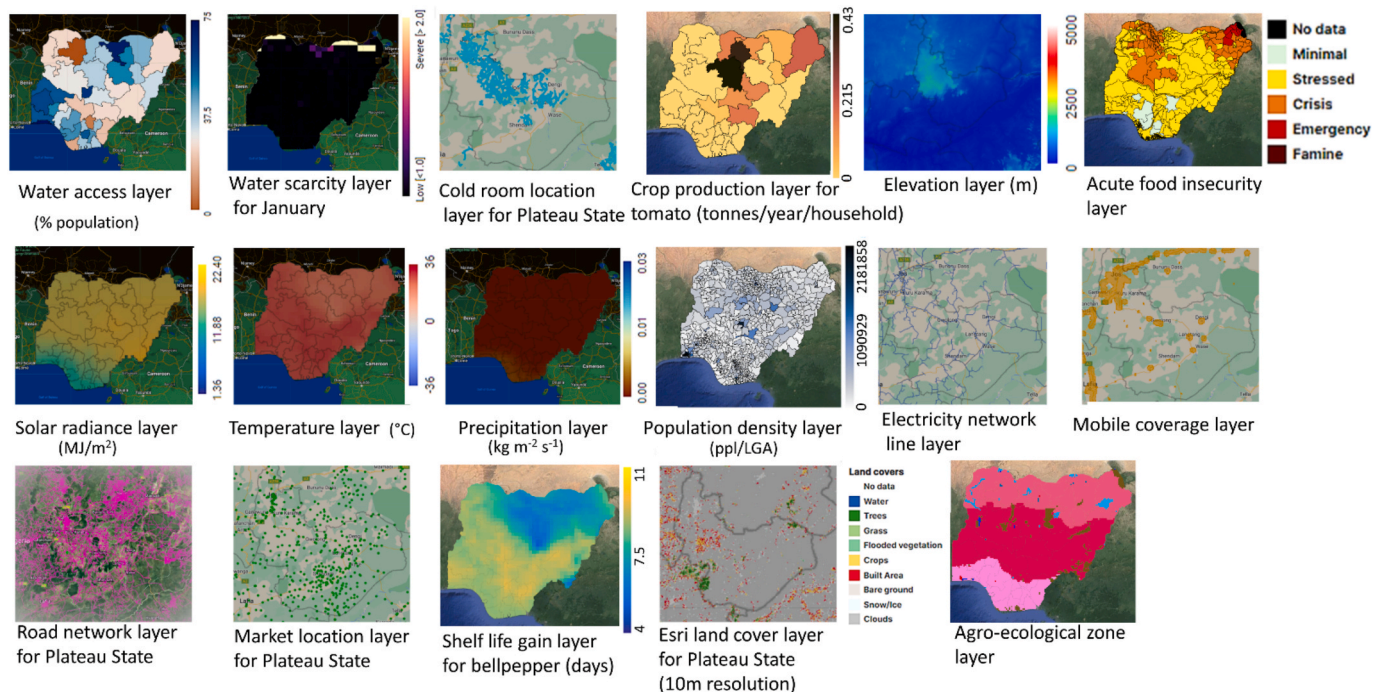 75
37.5
0
Water access layer
(% population)
Severe [> 2.0]
Low [<1.0]
Water scarcity layer
for January
Cold room location
layer for Plateau State
0.43
0.215
0
Crop production layer for
tomato (tonnes/year/household)
5000
2500
0
Elevation layer (m)
No data
Minimal
Stressed
Crisis
Emergency
Famine
Acute food insecurity
layer
22.40
11.88
1.36
Solar radiance layer
(MJ/m²)
36
0
-36
Temperature layer (°C)
0.03
0.01
0.00
Precipitation layer
(kg m⁻² s⁻¹)
2181858
1090929
0
Population density layer
(ppl/LGA)
Electricity network
line layer
Mobile coverage layer
Road network layer
for Plateau State
Market location layer
for Plateau State
11
7.5
4
Shelf life gain layer
for bellpepper (days)
Land covers
No data
Water
Trees
Grass
Flooded vegetation
Crops
Built Area
Bare ground
Snow/Ice
Clouds
Esri land cover layer
for Plateau State
(10m resolution)
Agro-ecological zone
layer